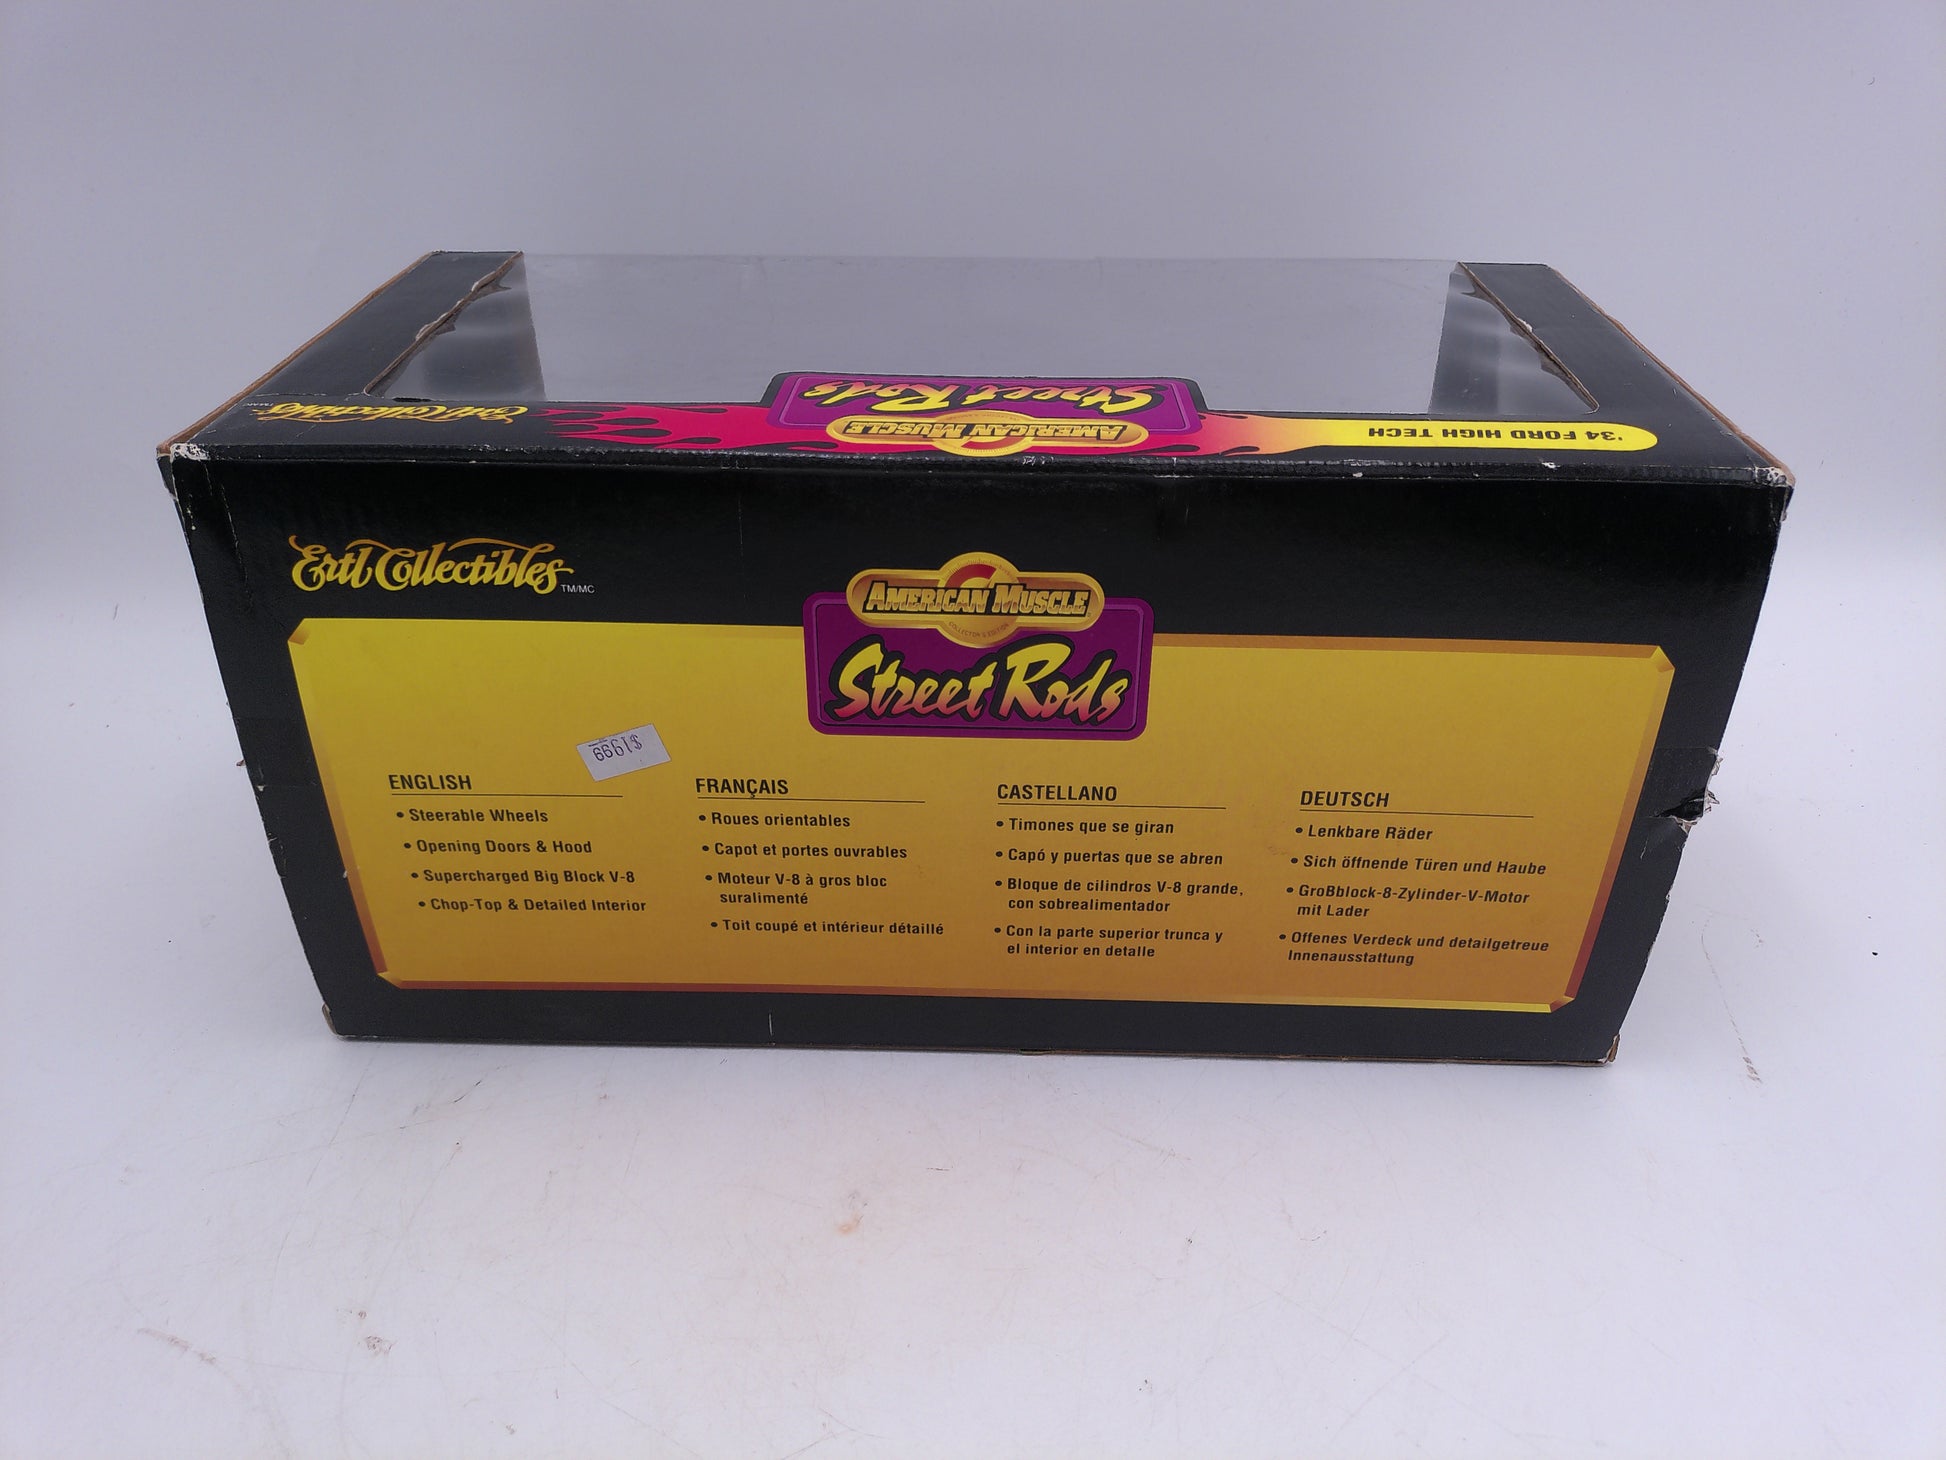 Ertl Collectibles TM/MC
Street Rods
AMERICAN MUSCLE
'34 FORD HIGH TECH
Ertl Collectibles
TM/MC
AMERICAN MUSCLE
COLLECTOR'S EDITION
Street Rods
$19.99
ENGLISH
• Steerable Wheels
• Opening Doors & Hood
• Supercharged Big Block V-8
• Chop-Top & Detailed Interior
FRANÇAIS
• Roues orientables
• Capot et portes ouvrables
• Moteur V-8 à gros bloc
suralimenté
• Toit coupé et intérieur détaillé
CASTELLANO
• Timones que se giran
• Capó y puertas que se abren
• Bloque de cilindros V-8 grande,
con sobrealimentador
• Con la parte superior trunca y
el interior en detalle
DEUTSCH
• Lenkbare Räder
• Sich öffnende Türen und Haube
• GroBblock-8-Zylinder-V-Motor
mit Lader
• Offenes Verdeck und detailgetreue
Innenausstattung